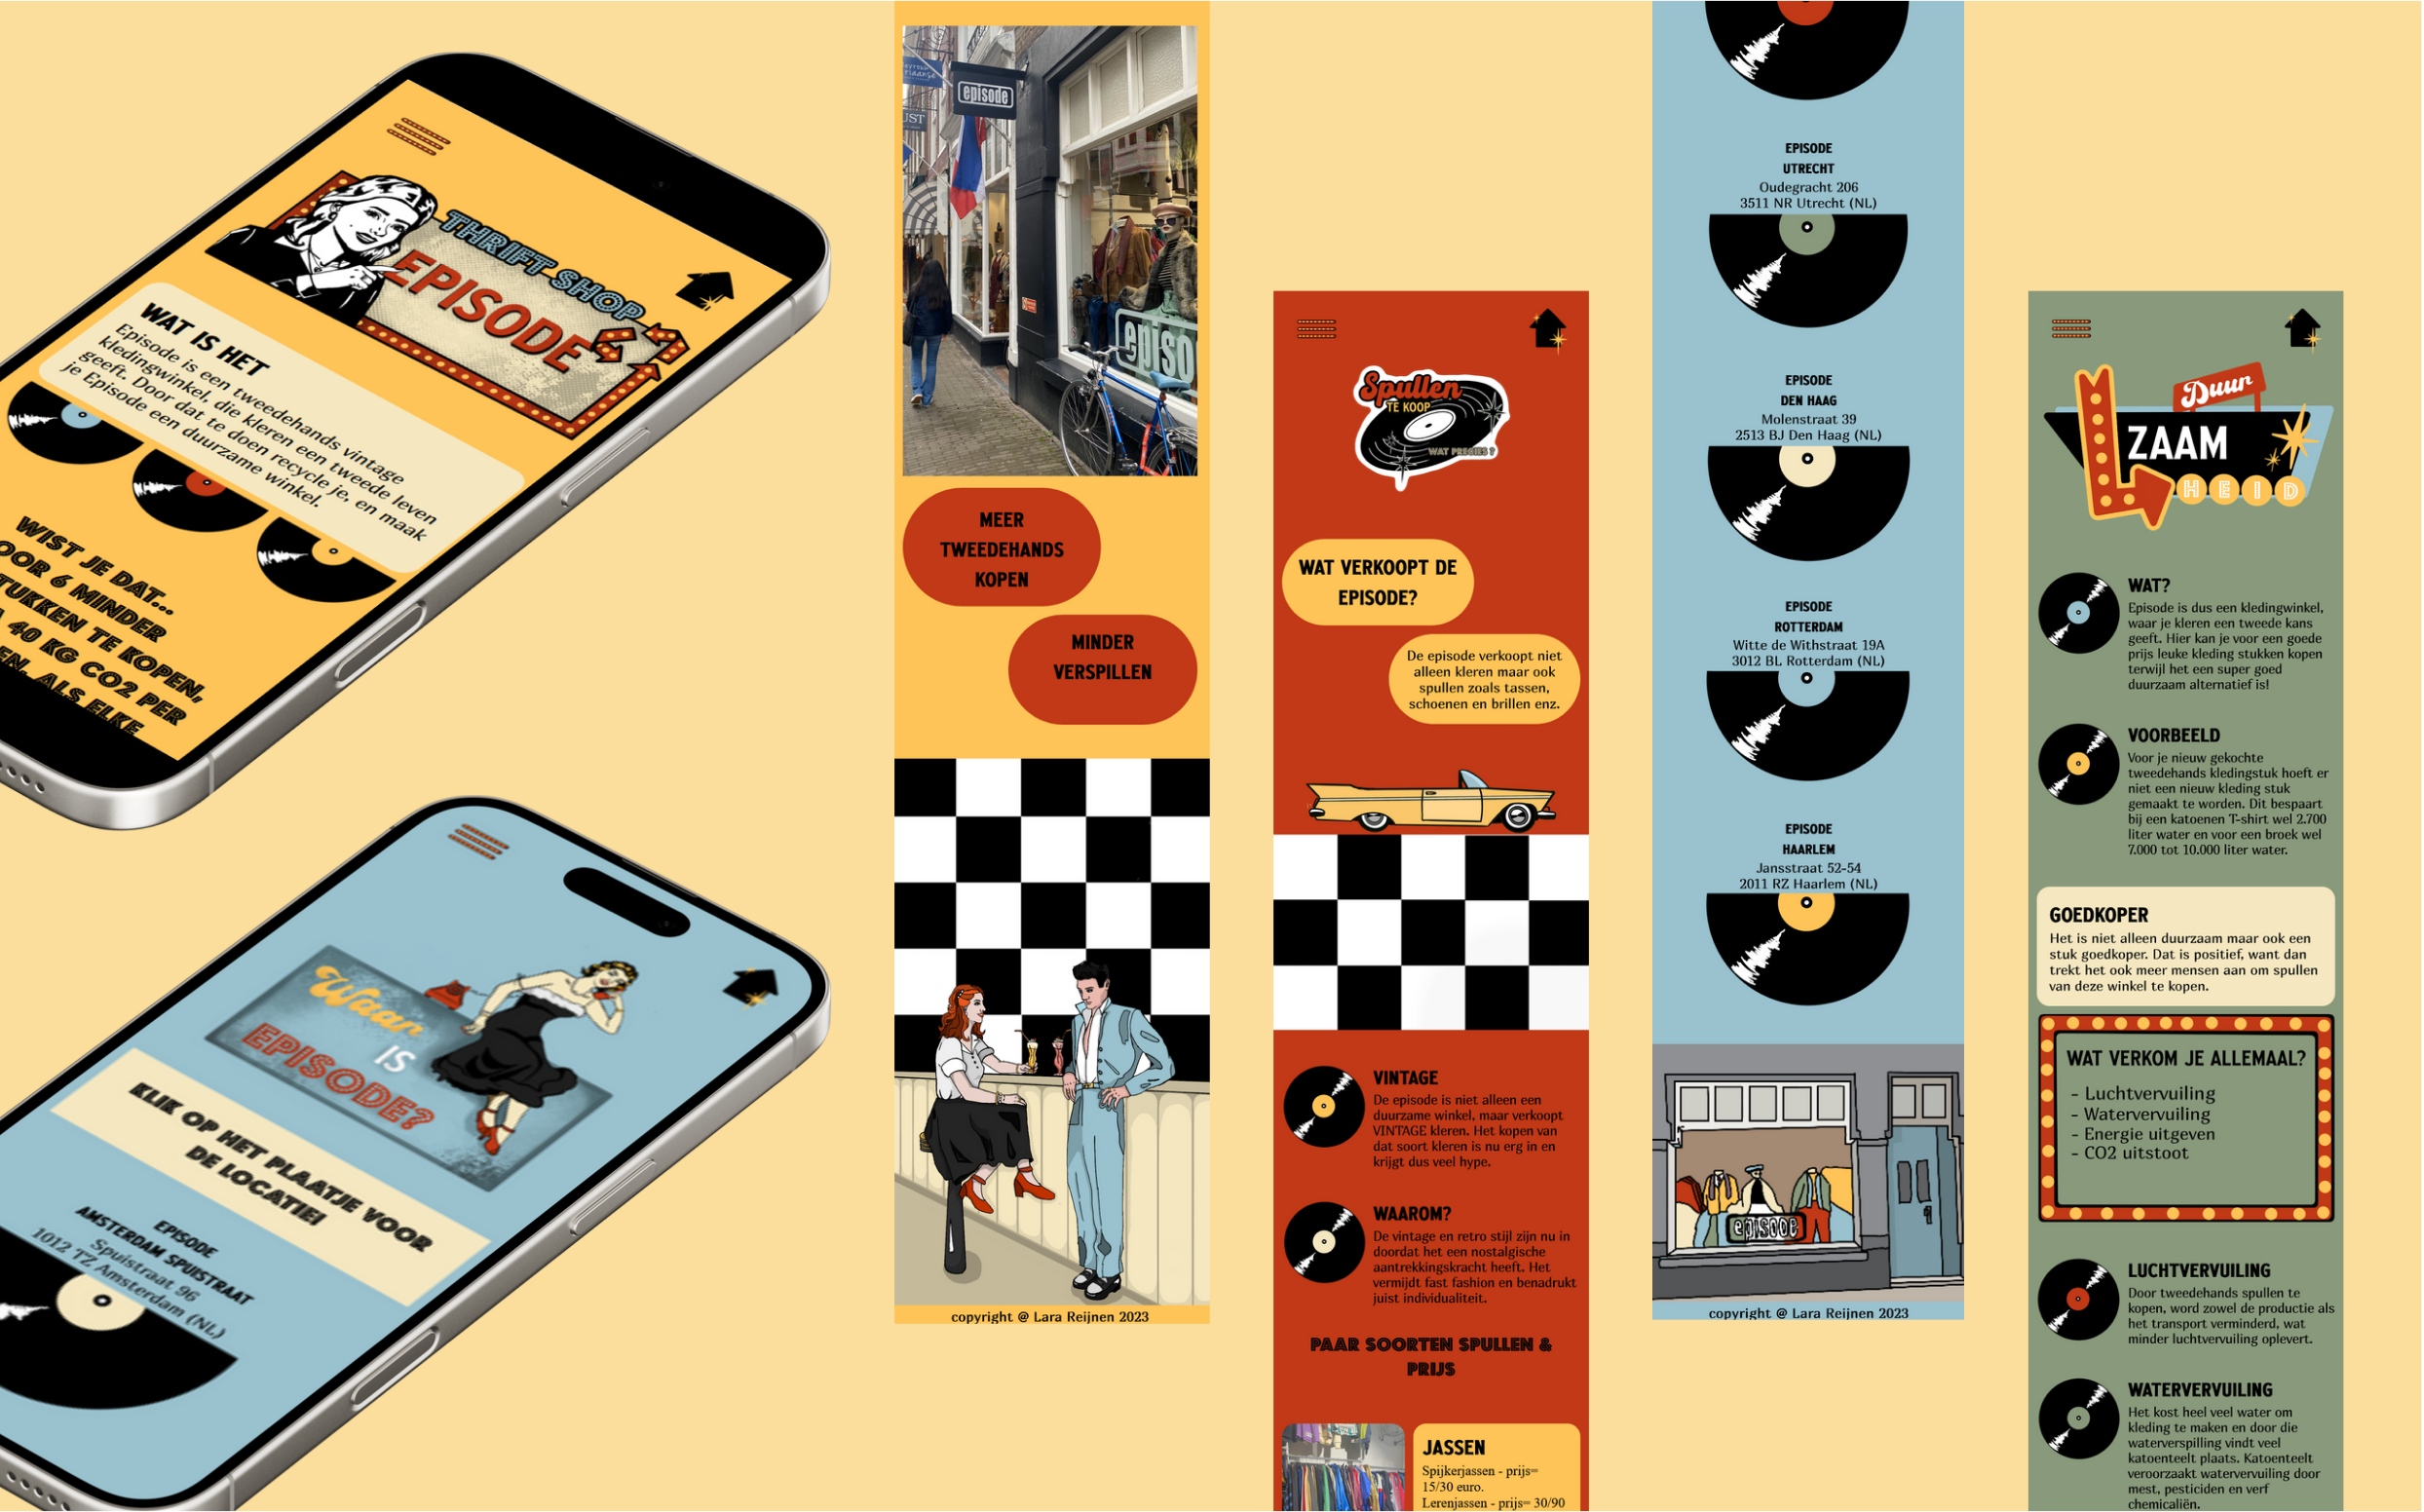 THRIFT SHOP
EPISODE
WAT IS HET
Episode is een tweedehands vintage
kledingwinkel, die kleren een tweede leven
geeft. Door dat te doen recycle je, en maak
je Episode een duurzame winkel.
WIST JE DAT...
OOR 6 MINDER
TUKKEN TE KOPEN,
40 KG CO2 PER
EN, ALS ELKE
Waar
IS
EPISODE?
KLIK OP HET PLAATJE VOOR
DE LOCATIE!
EPISODE
AMSTERDAM SPUISTRAAT
Spuistraat 96
1012 TZ Amsterdam (NL)
UST
episode
episo
MEER
TWEEDEHANDS
KOPEN
MINDER
VERSPILLEN
copyright @ Lara Reijnen 2023
Spullen
TE KOOP
WAT PRECIES ?
WAT VERKOOPT DE
EPISODE?
De episode verkoopt niet
alleen kleren maar ook
spullen zoals tassen,
schoenen en brillen enz.
VINTAGE
De episode is niet alleen een
duurzame winkel, maar verkoopt
VINTAGE kleren. Het kopen van
dat soort kleren is nu erg in en
krijgt dus veel hype.
WAAROM?
De vintage en retro stijl zijn nu in
doordat het een nostalgische
aantrekkingskracht heeft. Het
vermijdt fast fashion en benadrukt
juist individualiteit.
PAAR SOORTEN SPULLEN &
PRIJS
JASSEN
Spijkerjassen - prijs=
15/30 euro.
Lerenjassen - prijs= 30/90
EPISODE
UTRECHT
Oudegracht 206
3511 NR Utrecht (NL)
EPISODE
DEN HAAG
Molenstraat 39
2513 BJ Den Haag (NL)
EPISODE
ROTTERDAM
Witte de Withstraat 19A
3012 BL Rotterdam (NL)
EPISODE
HAARLEM
Jansstraat 52-54
2011 RZ Haarlem (NL)
episode
copyright @ Lara Reijnen 2023
Duur
ZAAM
HEID
WAT?
Episode is dus een kledingwinkel,
waar je kleren een tweede kans
geeft. Hier kan je voor een goede
prijs leuke kleding stukken kopen
terwijl het een super goed
duurzaam alternatief is!
VOORBEELD
Voor je nieuw gekochte
tweedehands kledingstuk hoeft er
niet een nieuw kleding stuk
gemaakt te worden. Dit bespaart
bij een katoenen T-shirt wel 2.700
liter water en voor een broek wel
7.000 tot 10.000 liter water.
GOEDKOPER
Het is niet alleen duurzaam maar ook een
stuk goedkoper. Dat is positief, want dan
trekt het ook meer mensen aan om spullen
van deze winkel te kopen.
WAT VERKOM JE ALLEMAAL?
- Luchtvervuiling
- Watervervuiling
- Energie uitgeven
- CO2 uitstoot
LUCHTVERVUILING
Door tweedehands spullen te
kopen, word zowel de productie als
het transport verminderd, wat
minder luchtvervuiling oplevert.
WATERVERVUILING
Het kost heel veel water om
kleding te maken en door die
waterverspilling vindt veel
katoenteelt plaats. Katoenteelt
veroorzaakt watervervuiling door
mest, pesticiden en verf
chemicaliën.